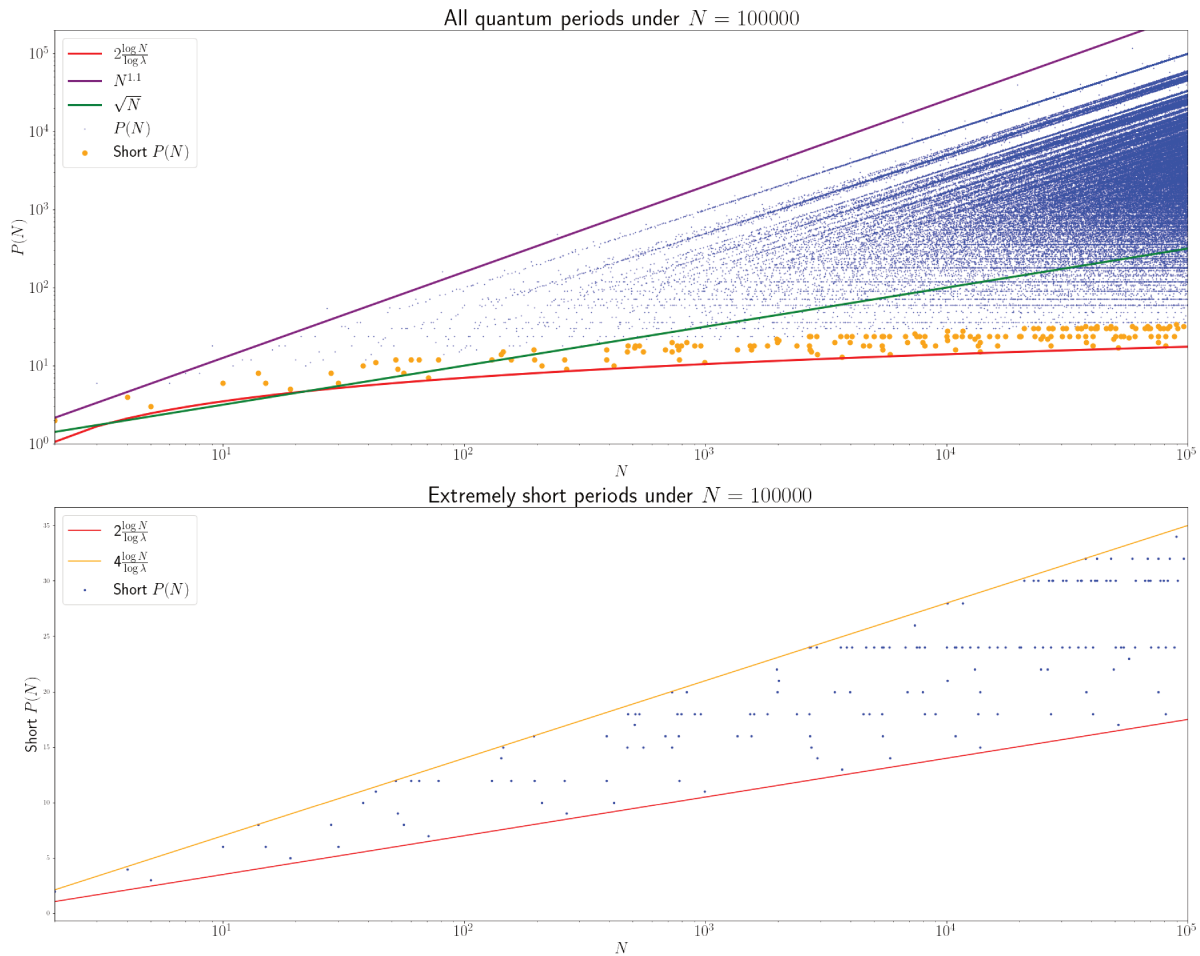 All quantum periods under N = 100000
2 log N / log λ
N^{1.1}
√N
P(N)
Short P(N)
10^5
10^4
10^3
10^2
10^1
10^0
P(N)
10^1
10^2
10^3
10^4
10^5
N
Extremely short periods under N = 100000
2 log N / log λ
4 log N / log λ
Short P(N)
35
30
25
20
15
10
5
0
Short P(N)
10^1
10^2
10^3
10^4
10^5
N